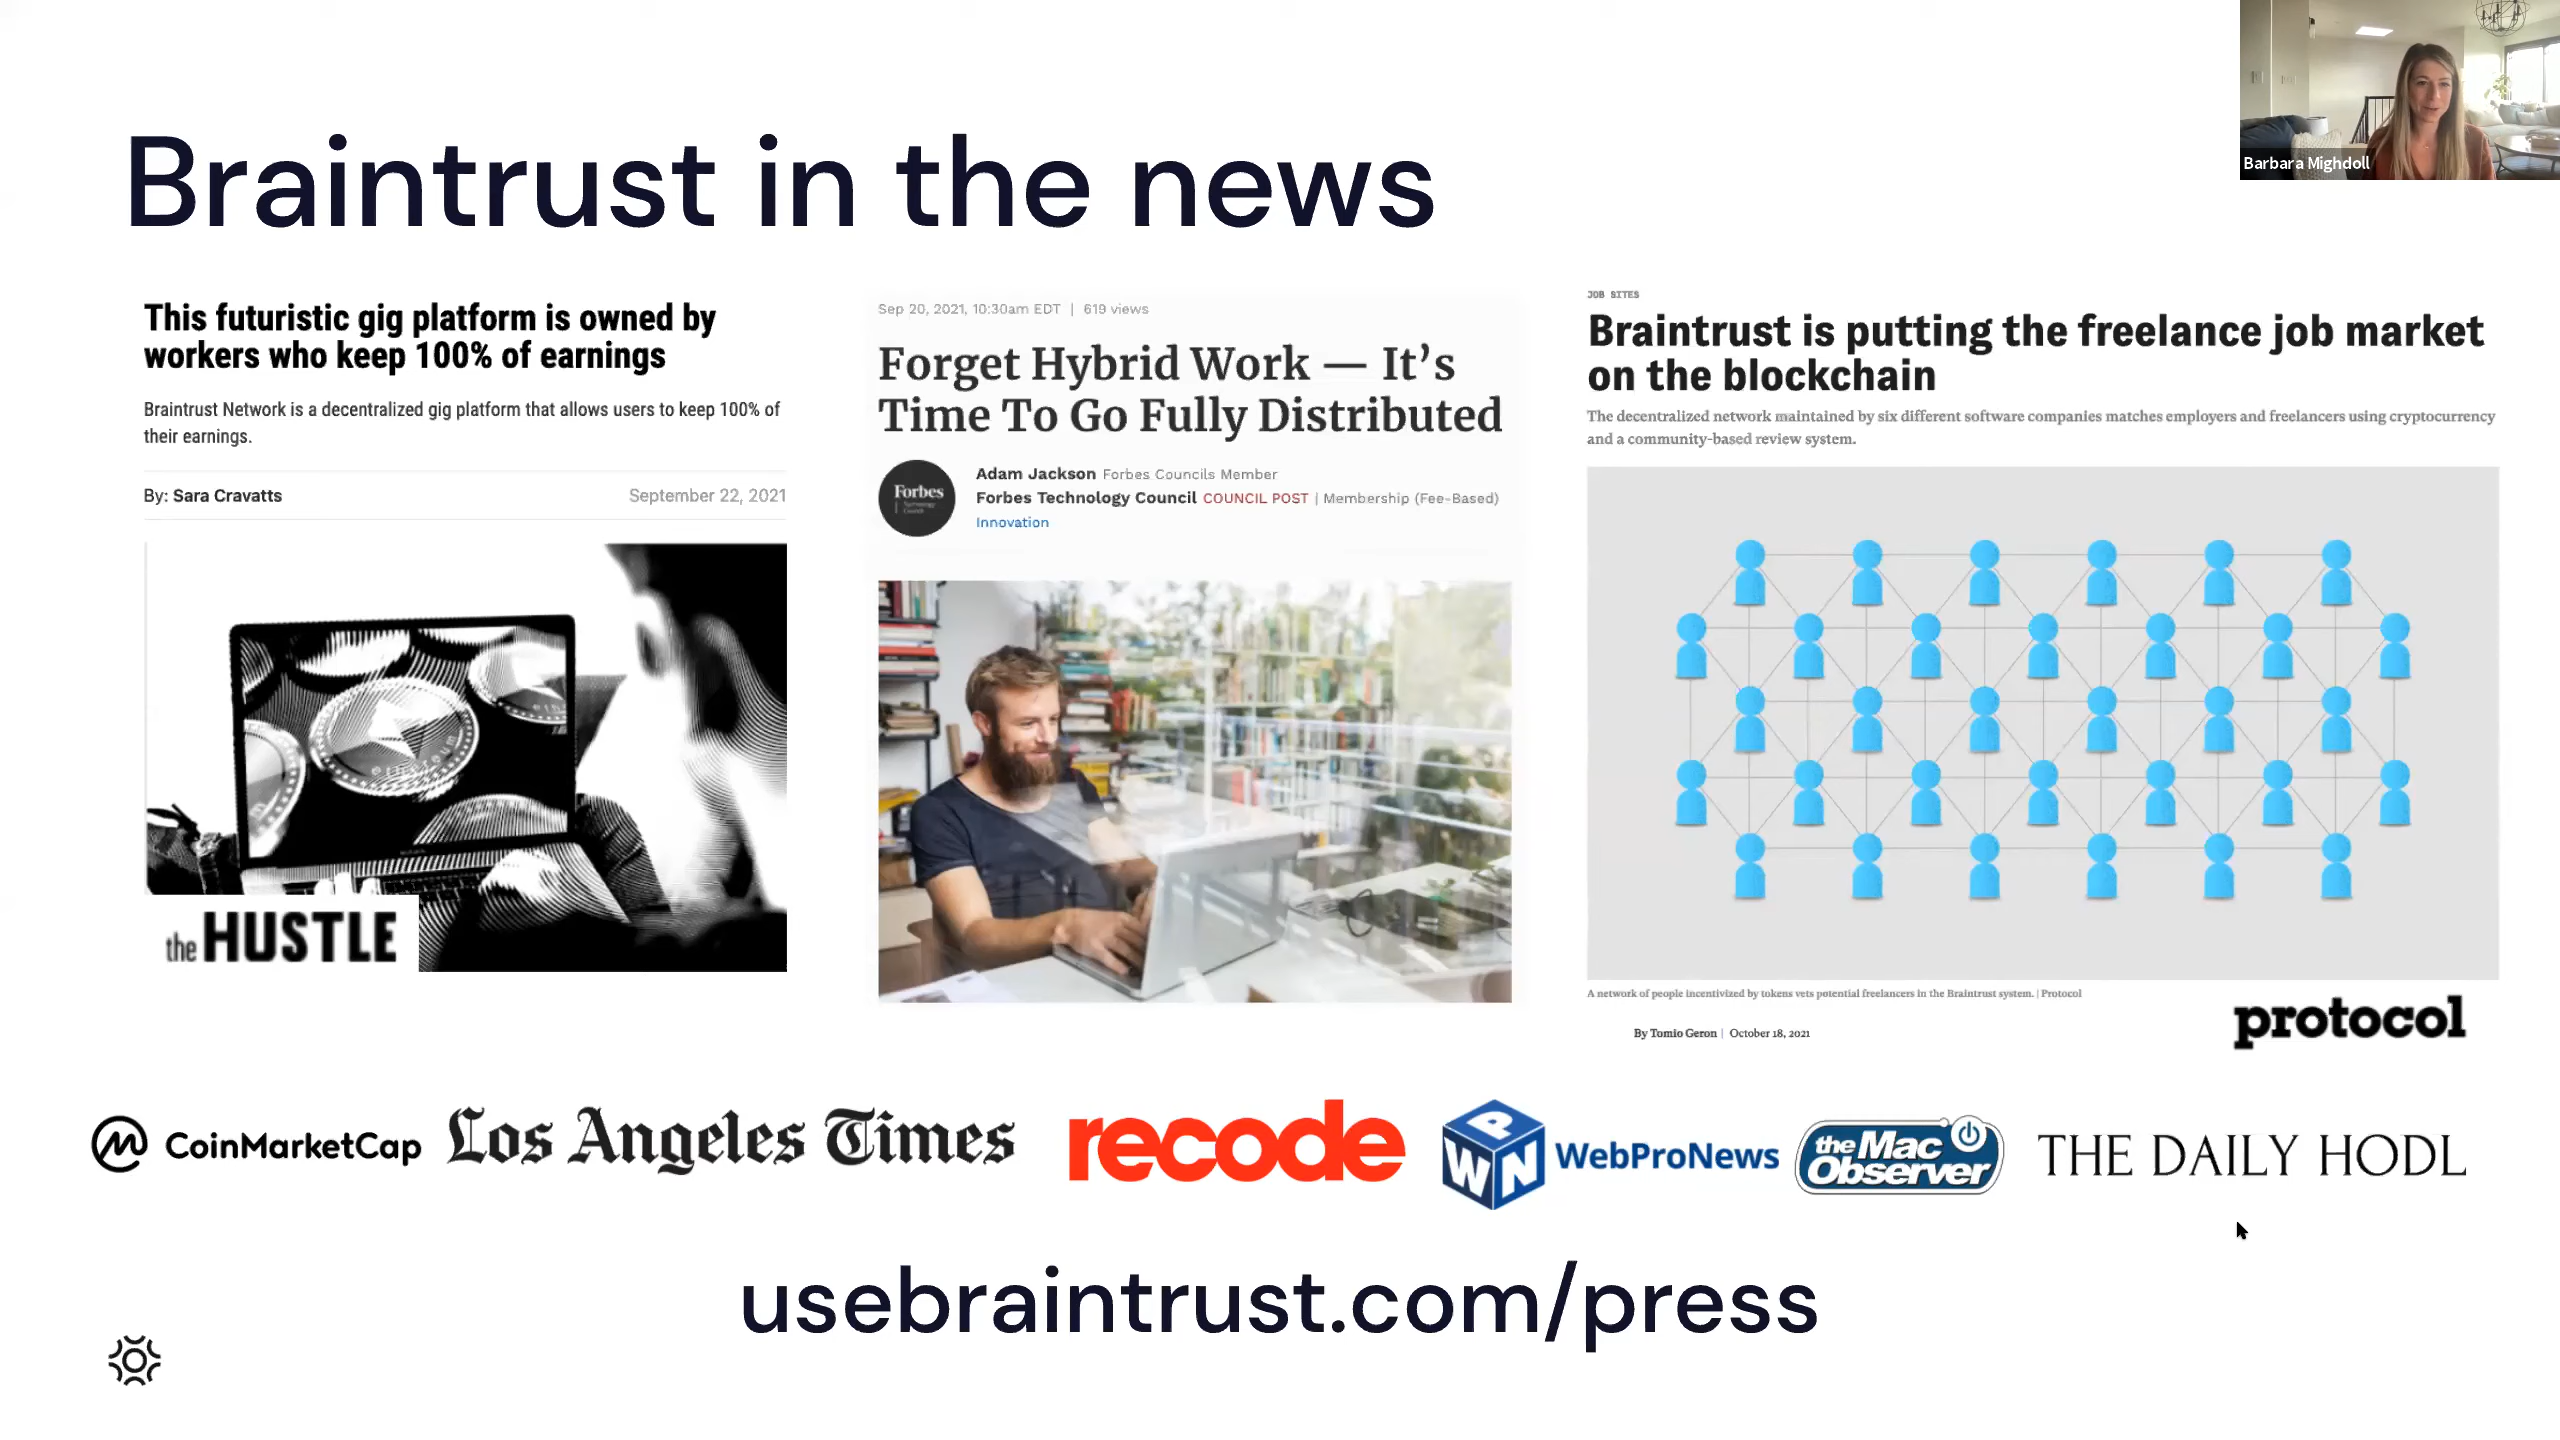 Barbara Mighdoll
Braintrust in the news
This futuristic gig platform is owned by
workers who keep 100% of earnings
Braintrust Network is a decentralized gig platform that allows users to keep 100% of
their earnings.
By: Sara Cravatts
September 22, 2021
ethereum
the HUSTLE
Sep 20, 2021, 10:30am EDT | 619 views
Forget Hybrid Work — It's
Time To Go Fully Distributed
Forbes
Technology
Council
Adam Jackson Forbes Councils Member
Forbes Technology Council COUNCIL POST | Membership (Fee-Based)
Innovation
JOB SITES
Braintrust is putting the freelance job market
on the blockchain
The decentralized network maintained by six different software companies matches employers and freelancers using cryptocurrency
and a community-based review system.
A network of people incentivized by tokens vets potential freelancers in the Braintrust system. | Protocol
By Tomio Geron | October 18, 2021
protocol
CoinMarketCap
Los Angeles Times
recode
WPN
WebProNews
the Mac
Observer
THE DAILY HODL
usebraintrust.com/press